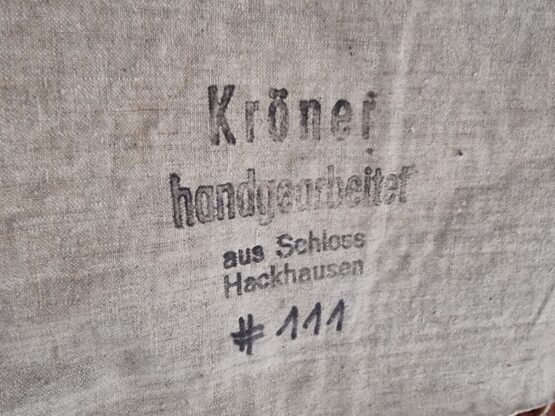 Kröner
handgearbeitet
aus Schloss
Hackhausen
# 111